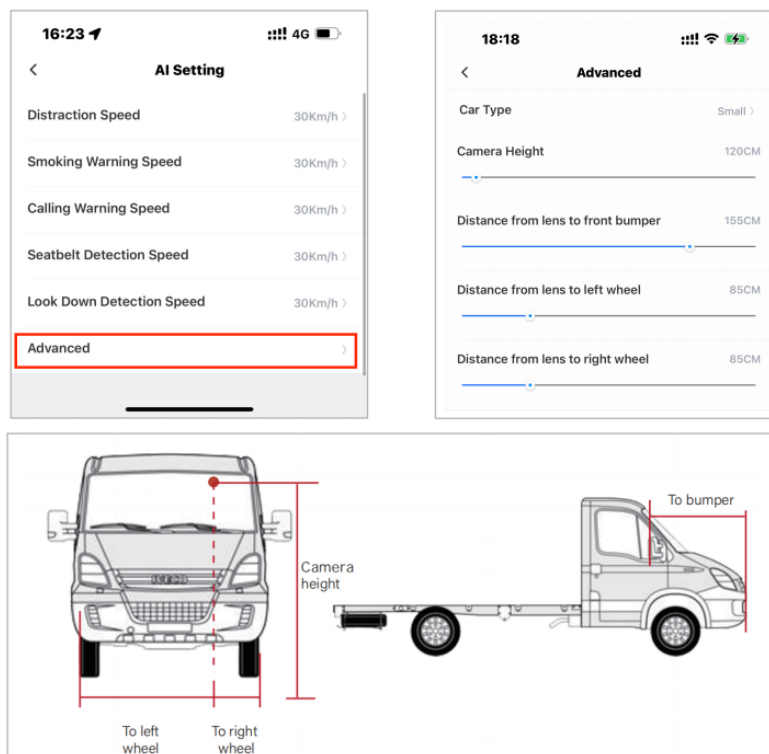 16:23
4G
AI Setting
Distraction Speed 30Km/h
Smoking Warning Speed 30Km/h
Calling Warning Speed 30Km/h
Seatbelt Detection Speed 30Km/h
Look Down Detection Speed 30Km/h
Advanced
18:18
Advanced
Car Type Small
Camera Height 120CM
Distance from lens to front bumper 155CM
Distance from lens to left wheel 85CM
Distance from lens to right wheel 85CM
To bumper
Camera
height
IVECO
To left
wheel
To right
wheel